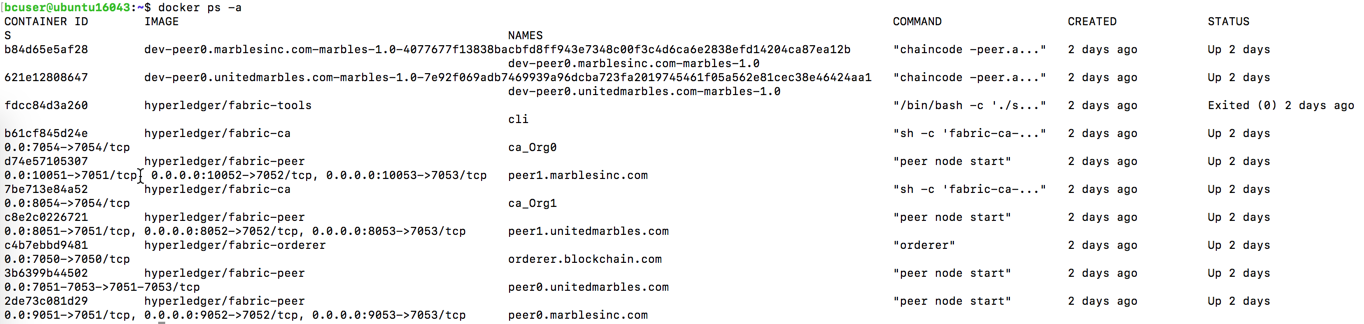 bcuser@ubuntu16043:~$ docker ps -a
CONTAINER ID IMAGE COMMAND CREATED STATUS
S NAMES
b84d65e5af28 dev-peer0.marblesinc.com-marbles-1.0-4077677f13838bacbfd8ff943e7348c00f3c4d6ca6e2838efd14204ca87ea12b "chaincode -peer.a..." 2 days ago Up 2 days
dev-peer0.marblesinc.com-marbles-1.0
621e12808647 dev-peer0.unitedmarbles.com-marbles-1.0-7e92f069adb7469939a96dcba723fa2019745461f05a562e81cec38e46424aa1 "chaincode -peer.a..." 2 days ago Up 2 days
dev-peer0.unitedmarbles.com-marbles-1.0
fdcc84d3a260 hyperledger/fabric-tools "/bin/bash -c './s..." 2 days ago Exited (0) 2 days ago
cli
b61cf845d24e hyperledger/fabric-ca "sh -c 'fabric-ca-..." 2 days ago Up 2 days
0.0:7054->7054/tcp ca_Org0
d74e57105307 hyperledger/fabric-peer "peer node start" 2 days ago Up 2 days
0.0:10051->7051/tcp, 0.0.0.0:10052->7052/tcp, 0.0.0.0:10053->7053/tcp peer1.marblesinc.com
7be713e84a52 hyperledger/fabric-ca "sh -c 'fabric-ca-..." 2 days ago Up 2 days
0.0:8054->7054/tcp ca_Org1
c8e2c0226721 hyperledger/fabric-peer "peer node start" 2 days ago Up 2 days
0.0:8051->7051/tcp, 0.0.0.0:8052->7052/tcp, 0.0.0.0:8053->7053/tcp peer1.unitedmarbles.com
c4b7ebbd9481 hyperledger/fabric-orderer "orderer" 2 days ago Up 2 days
0.0:7050->7050/tcp orderer.blockchain.com
3b6399b44502 hyperledger/fabric-peer "peer node start" 2 days ago Up 2 days
0.0:7051-7053->7051-7053/tcp peer0.unitedmarbles.com
2de73c081d29 hyperledger/fabric-peer "peer node start" 2 days ago Up 2 days
0.0:9051->7051/tcp, 0.0.0.0:9052->7052/tcp, 0.0.0.0:9053->7053/tcp peer0.marblesinc.com